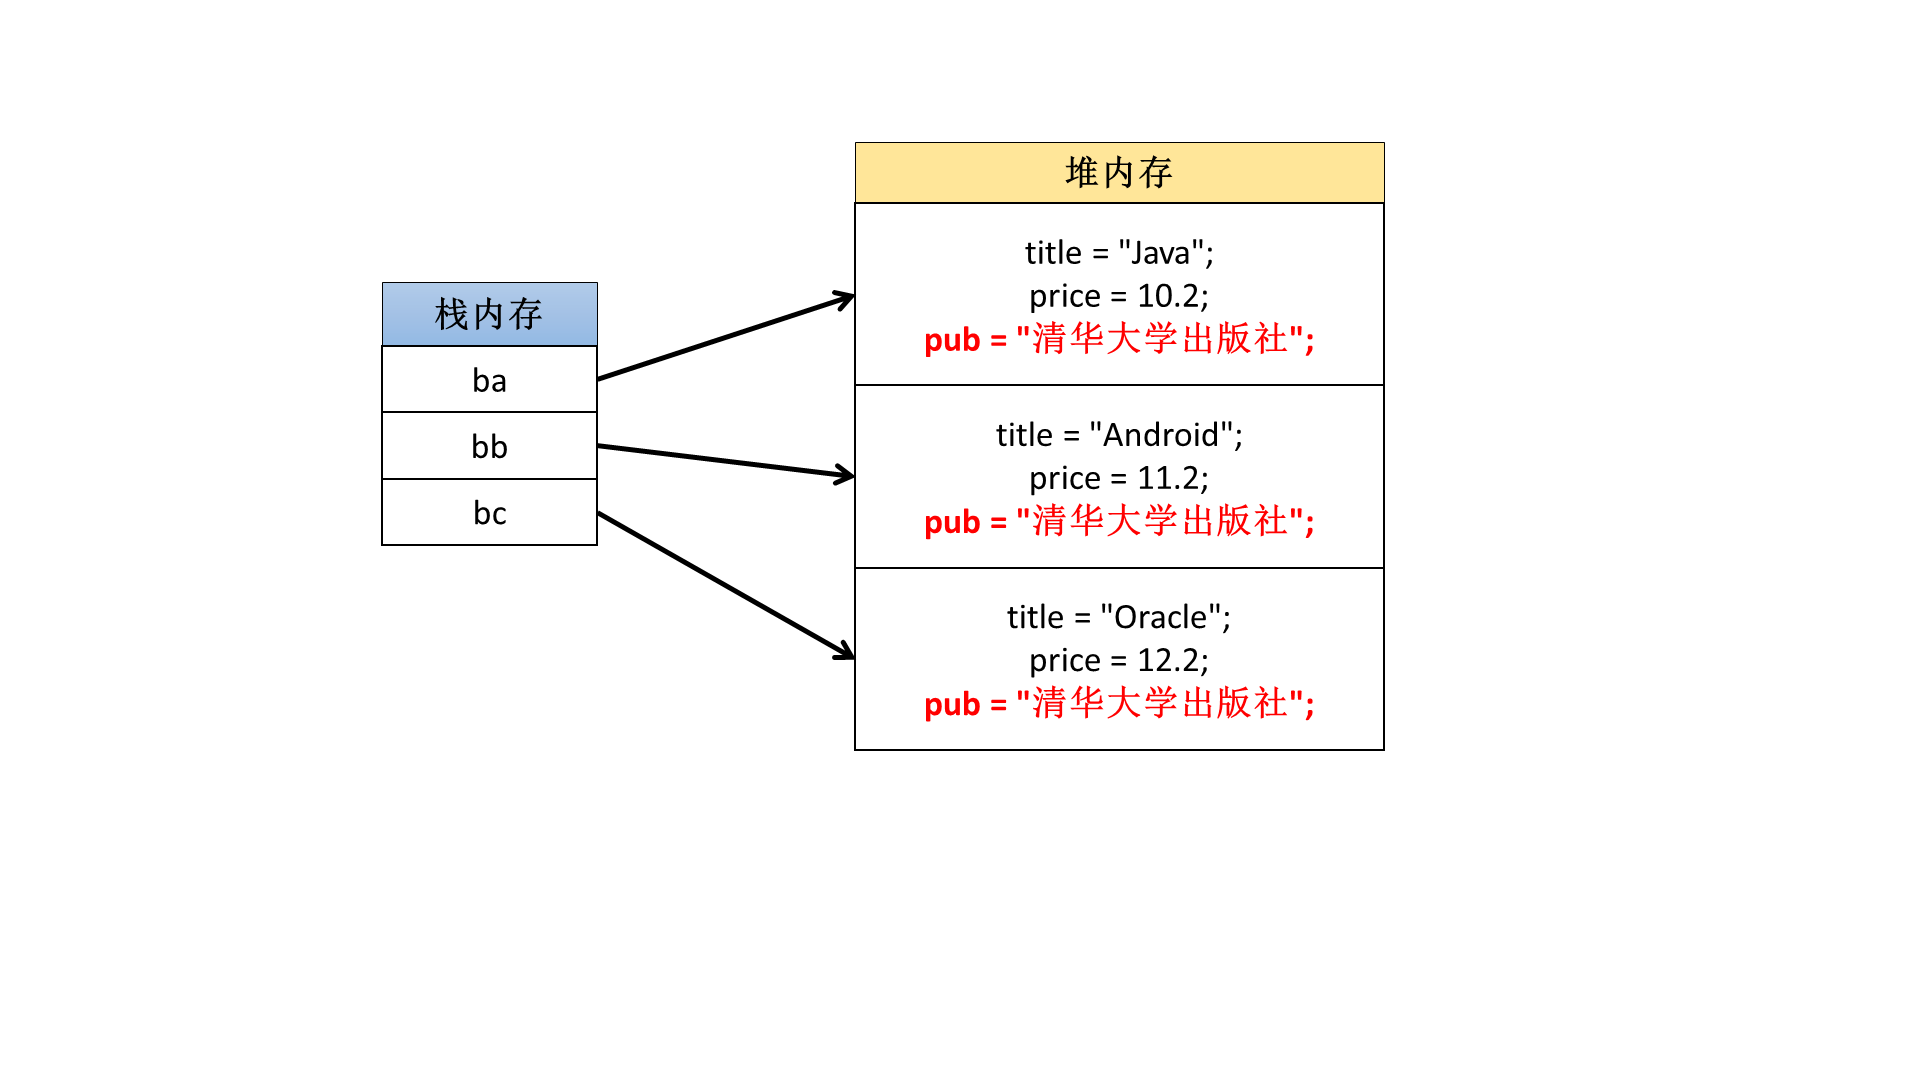 栈内存
ba
bb
bc
堆内存
title = "Java";
price = 10.2;
pub = "清华大学出版社";
title = "Android";
price = 11.2;
pub = "清华大学出版社";
title = "Oracle";
price = 12.2;
pub = "清华大学出版社";